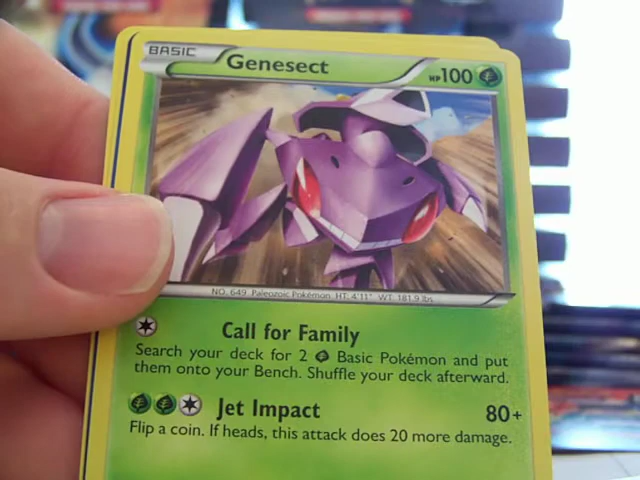 BASIC
Genesect
HP100
NO. 649 Paleozoic Pokémon HT: 4'11" WT: 181.9 lbs
Call for Family
Search your deck for 2 Basic Pokémon and put
them onto your Bench. Shuffle your deck afterward.
Jet Impact 80+
Flip a coin. If heads, this attack does 20 more damage.